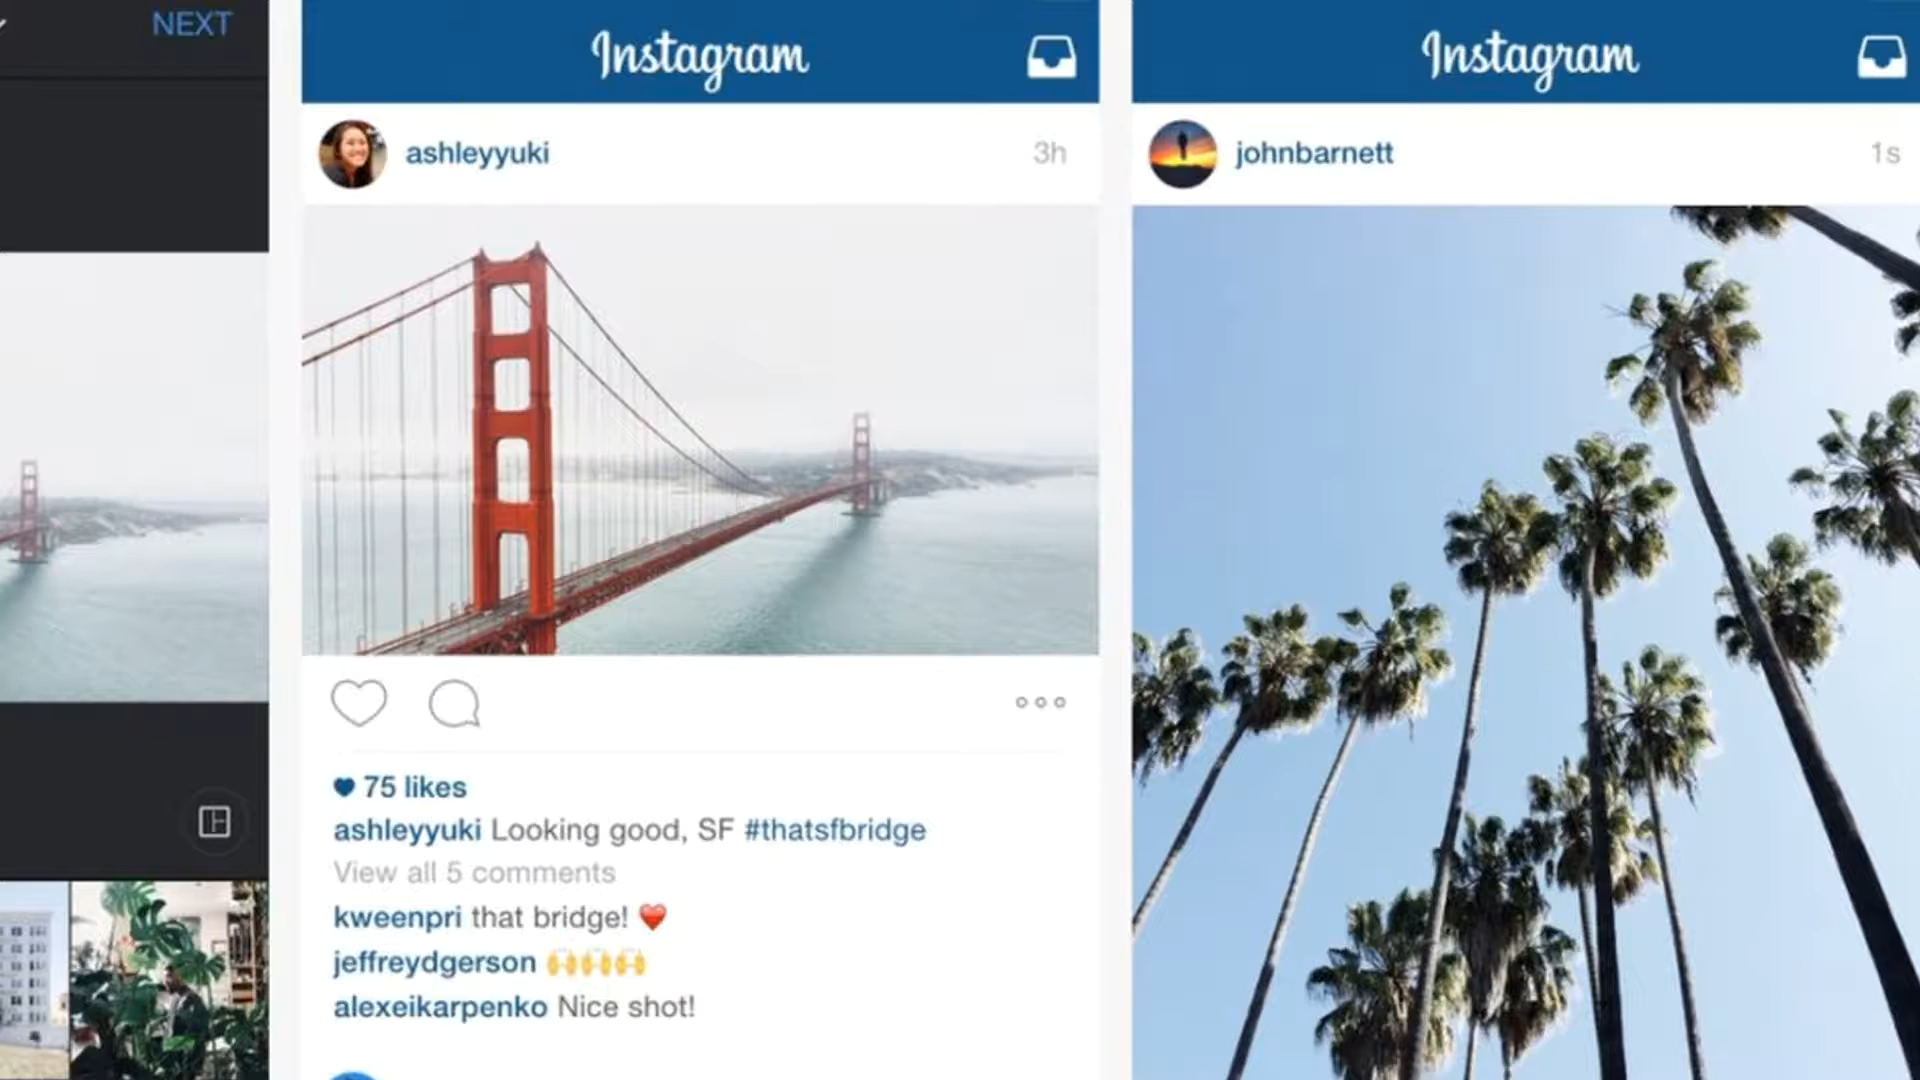 NEXT
Instagram
ashleyyuki 3h
75 likes
ashleyyuki Looking good, SF #thatsfbridge
View all 5 comments
kweenpri that bridge! ❤️
jeffreydgerson 🙌🙌🙌
alexeikarpenko Nice shot!
Instagram
johnbarnett 1s